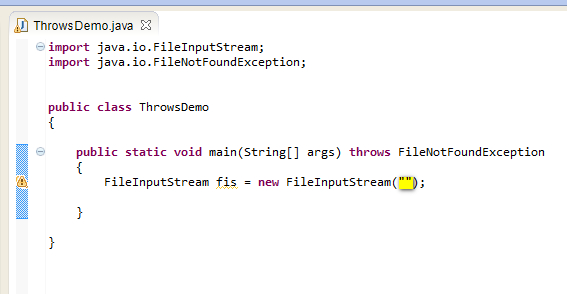 ThrowsDemo.java
import java.io.FileInputStream;
import java.io.FileNotFoundException;
public class ThrowsDemo
{
public static void main(String[] args) throws FileNotFoundException
{
FileInputStream fis = new FileInputStream("");
}
}